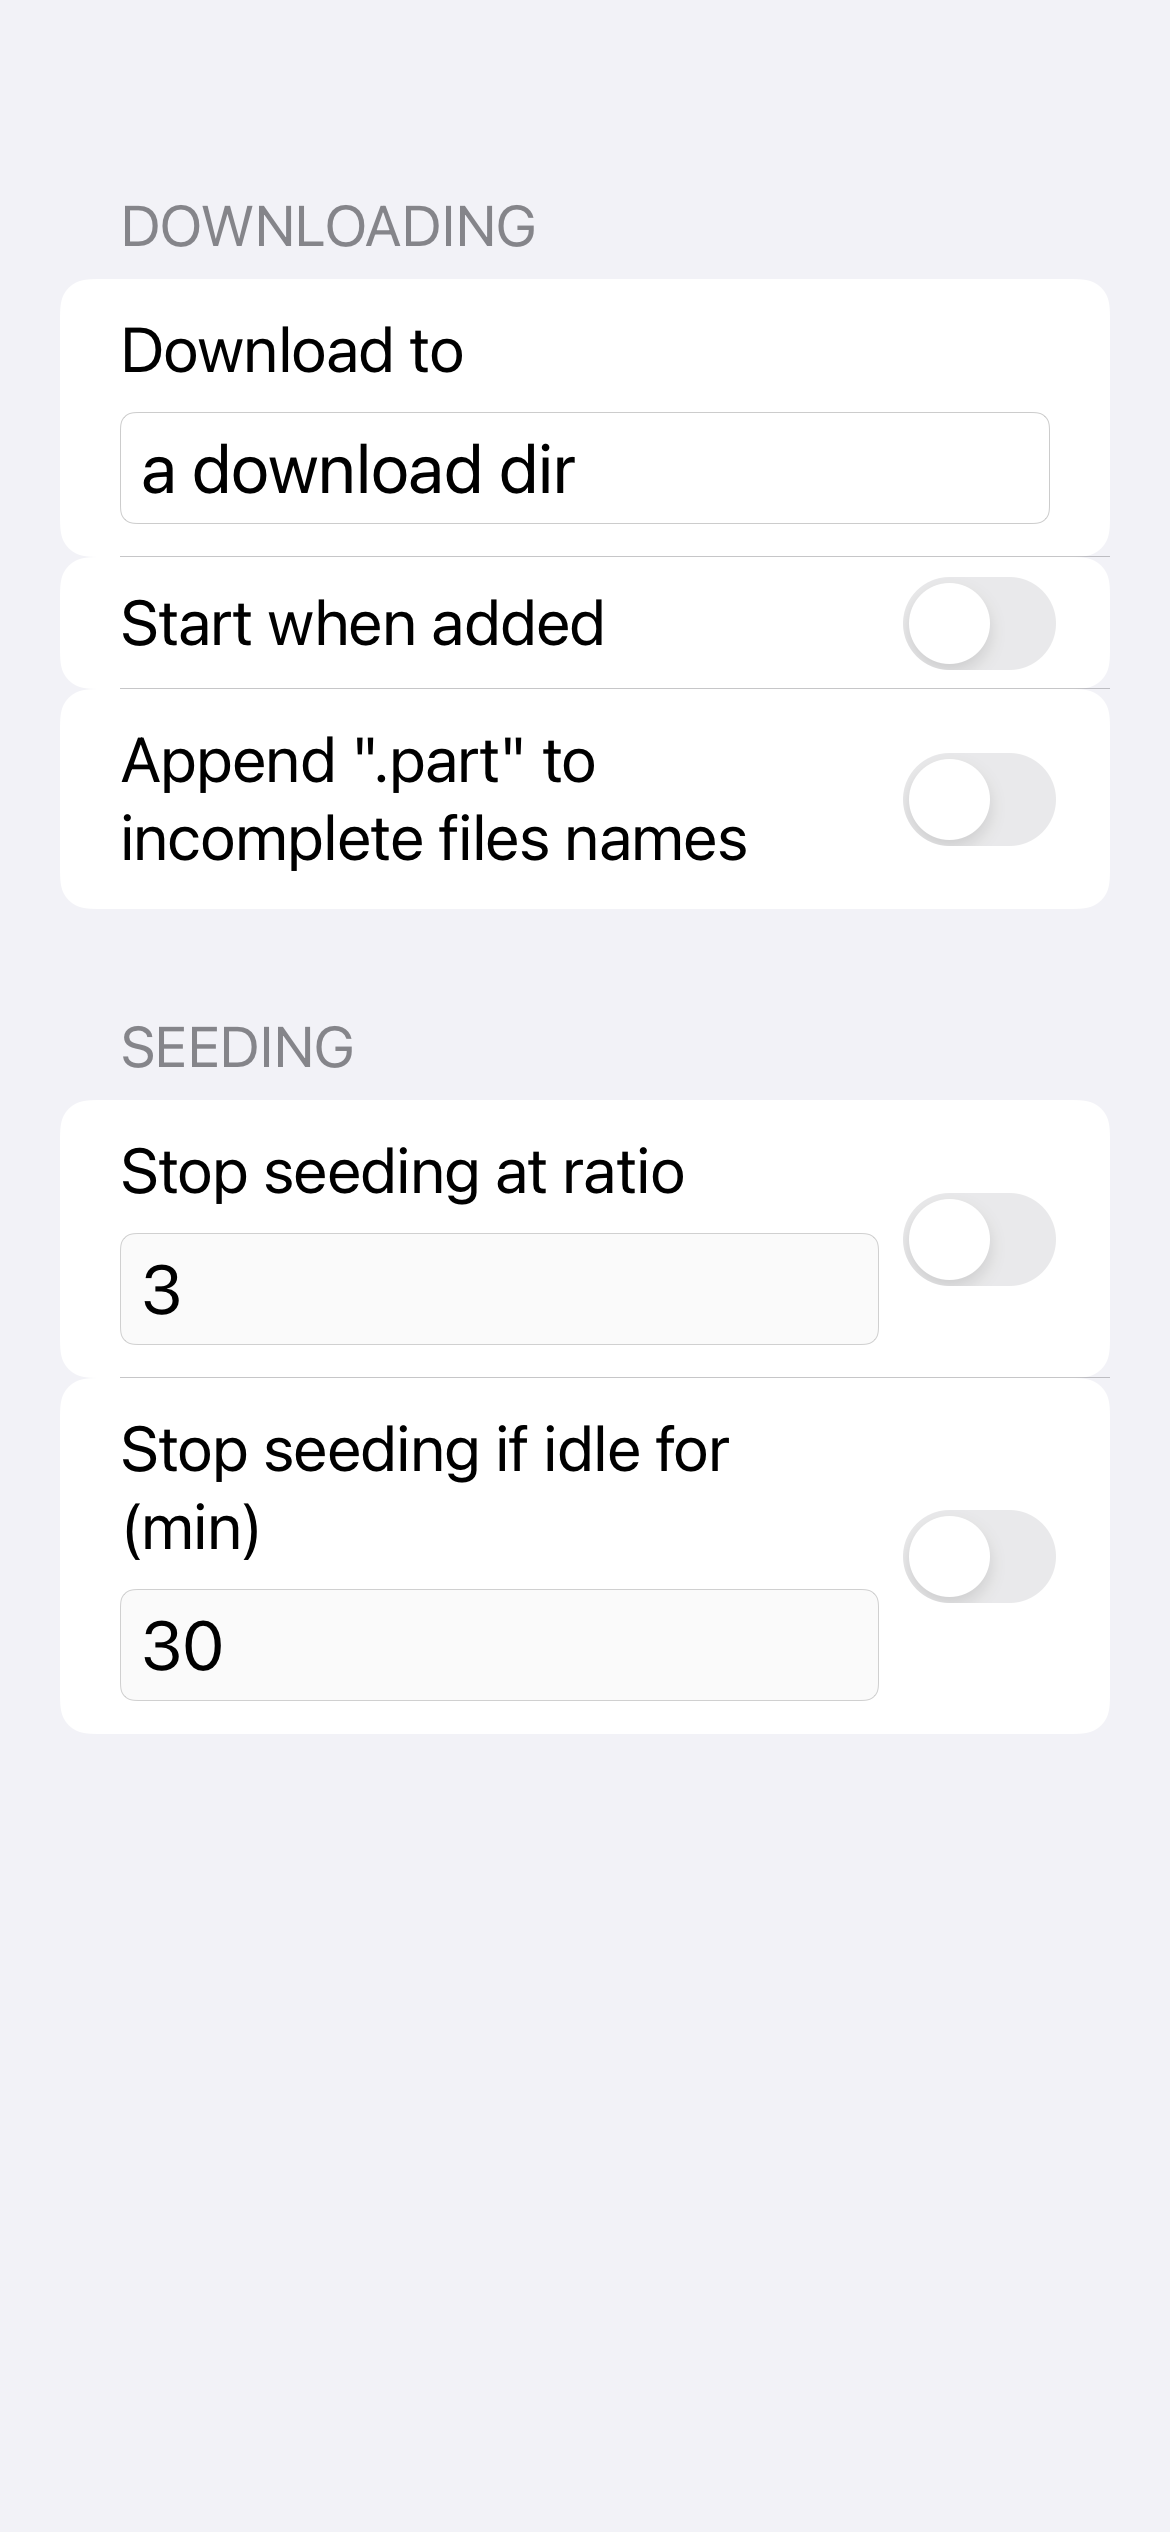 DOWNLOADING
Download to
a download dir
Start when added
Append ".part" to
incomplete files names
SEEDING
Stop seeding at ratio
3
Stop seeding if idle for
(min)
30